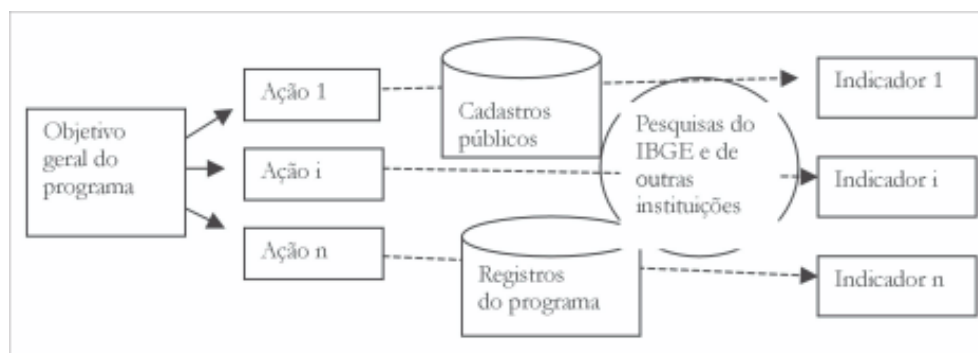 Objetivo
geral do
programa
Ação 1
Ação i
Ação n
Cadastros
públicos
Pesquisas do
IBGE e de
outras
instituições
Registros
do programa
Indicador 1
Indicador i
Indicador n